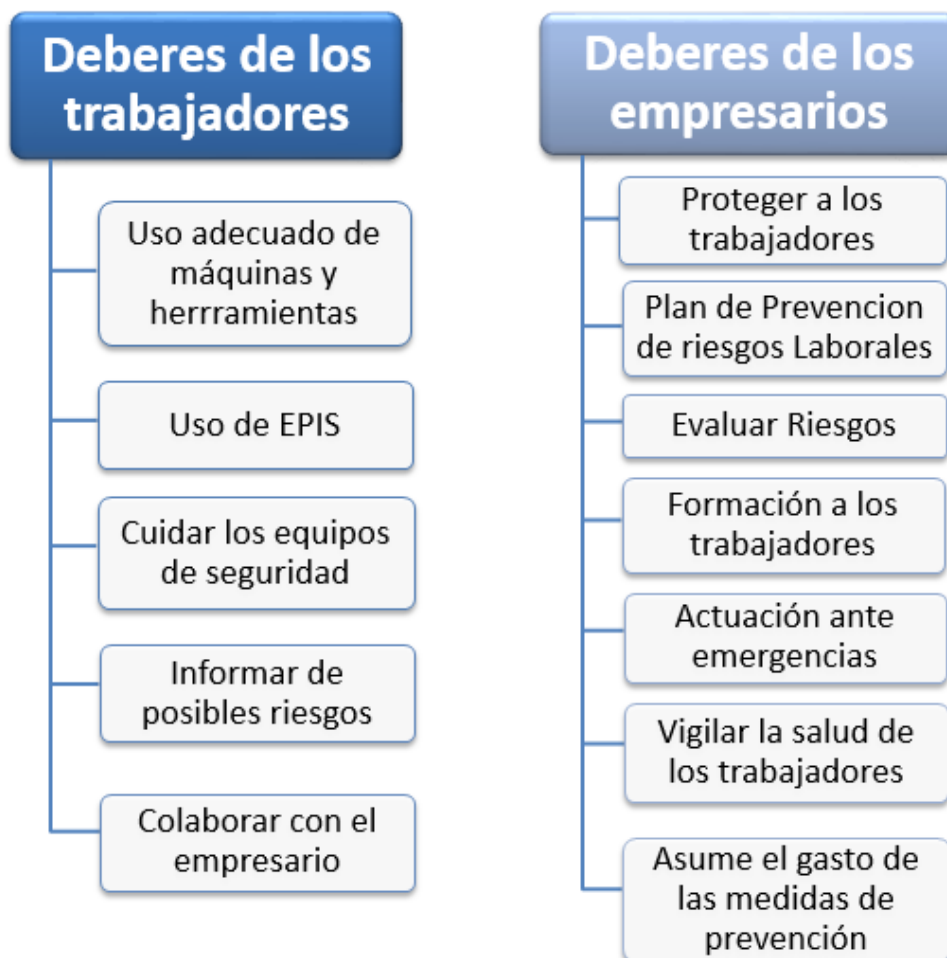 Deberes de los
trabajadores
Uso adecuado de
máquinas y
herrramientas
Uso de EPIS
Cuidar los equipos
de seguridad
Informar de
posibles riesgos
Colaborar con el
empresario
Deberes de los
empresarios
Proteger a los
trabajadores
Plan de Prevencion
de riesgos Laborales
Evaluar Riesgos
Formación a los
trabajadores
Actuación ante
emergencias
Vigilar la salud de
los trabajadores
Asume el gasto de
las medidas de
prevención